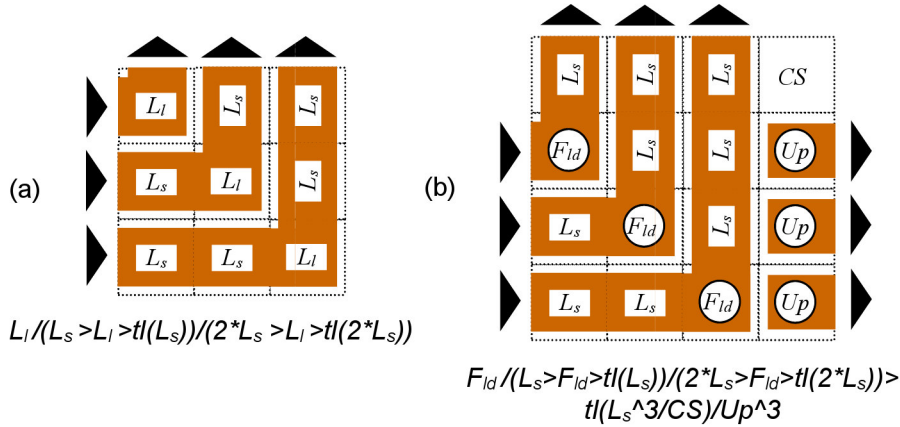 (a)
L_l L_s L_s
L_s L_l L_s
L_s L_s L_l
L_l/(L_s>L_l>tl(L_s))/(2*L_s>L_l>tl(2*L_s))
(b)
L_s L_s L_s CS
F_ld L_s L_s Up
L_s F_ld L_s Up
L_s L_s F_ld Up
F_ld/(L_s>F_ld>tl(L_s))/(2*L_s>F_ld>tl(2*L_s))>
tl(L_s^3/CS)/Up^3